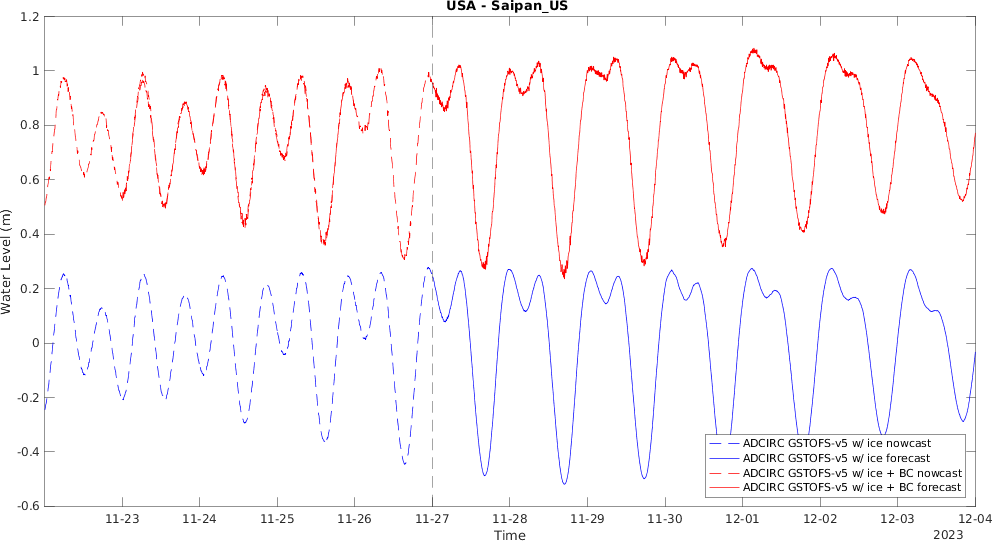 USA - Saipan_US
1.2
1
0.8
0.6
0.4
0.2
0
-0.2
-0.4
-0.6
Water Level (m)
11-23 11-24 11-25 11-26 11-27 11-28 11-29 11-30 12-01 12-02 12-03 12-04
Time
2023
ADCIRC GSTOFS-v5 w/ ice nowcast
ADCIRC GSTOFS-v5 w/ ice forecast
ADCIRC GSTOFS-v5 w/ ice + BC nowcast
ADCIRC GSTOFS-v5 w/ ice + BC forecast